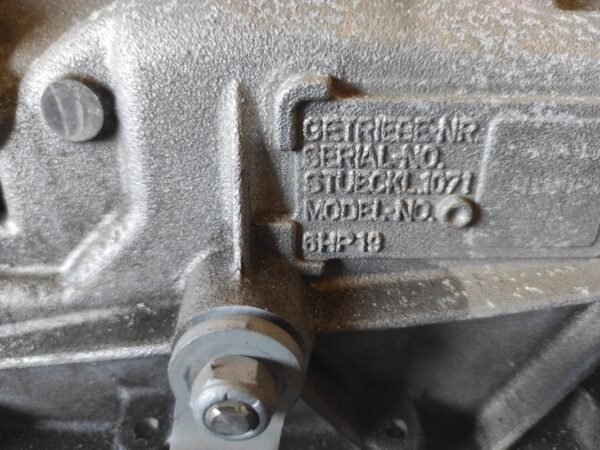 GETRIEBE-NR.
SERIAL-NO.
STUECKL.1071
MODEL-NO.
6HP19